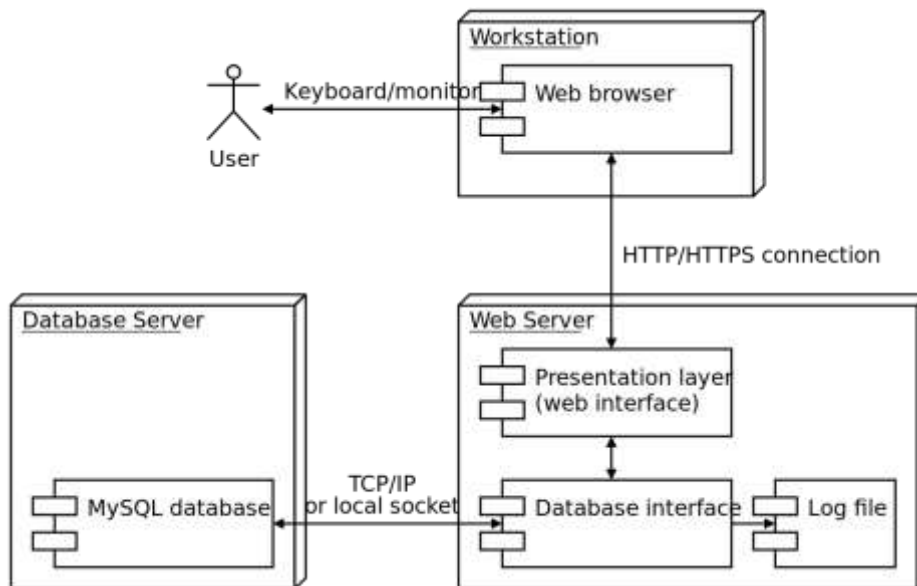 Workstation
Keyboard/monitor
Web browser
User
HTTP/HTTPS connection
Database Server
Web Server
Presentation layer
(web interface)
TCP/IP
or local socket
MySQL database
Database interface
Log file